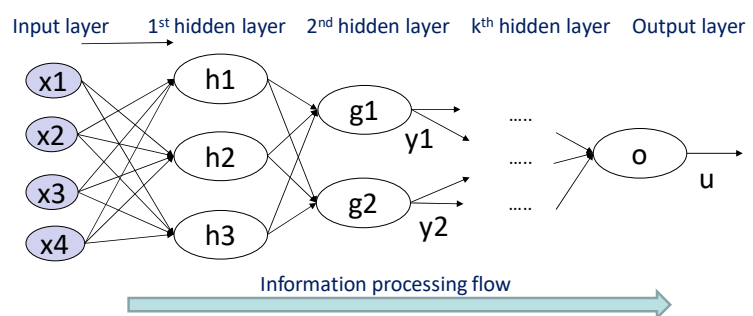 Input layer
1st hidden layer
2nd hidden layer
kth hidden layer
Output layer
x1
x2
x3
x4
h1
h2
h3
g1
g2
y1
y2
.....
.....
.....
o
u
Information processing flow